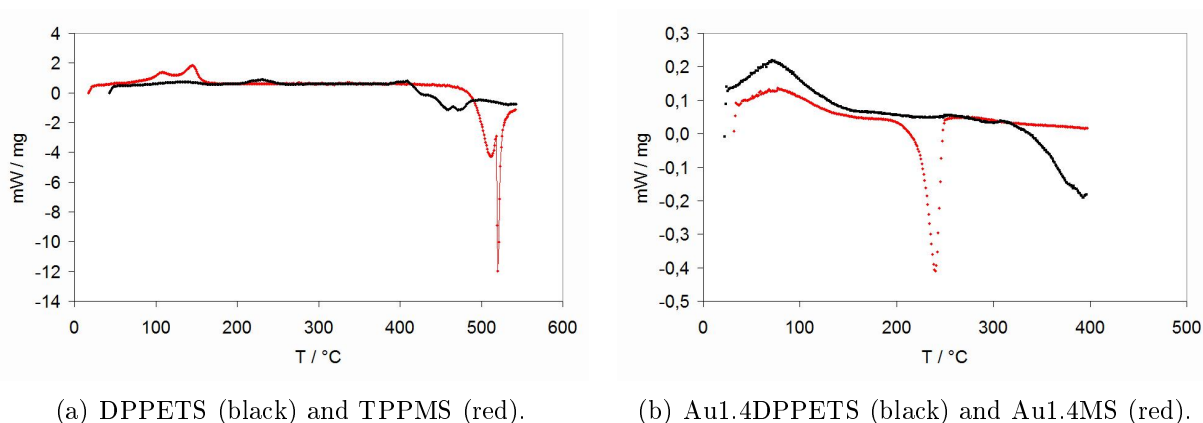 4
2
0
-2
-4
-6
-8
-10
-12
-14
mW / mg
0 100 200 300 400 500 600
T / °C
(a) DPPETS (black) and TPPMS (red).
0,3
0,2
0,1
0,0
-0,1
-0,2
-0,3
-0,4
-0,5
mW / mg
0 100 200 300 400 500
T / °C
(b) Au1.4DPPETS (black) and Au1.4MS (red).